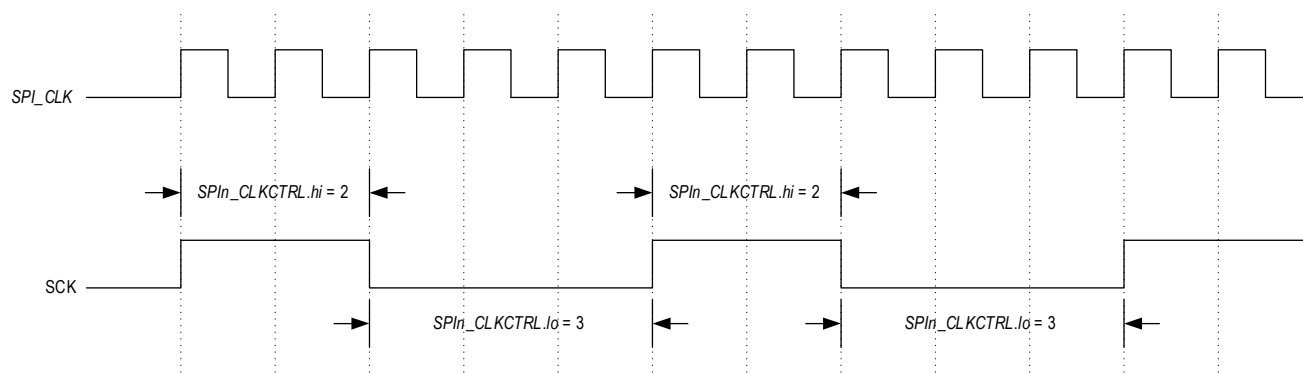 SPI_CLK
SPIn_CLKCTRL.hi = 2
SPIn_CLKCTRL.hi = 2
SCK
SPIn_CLKCTRL.lo = 3
SPIn_CLKCTRL.lo = 3